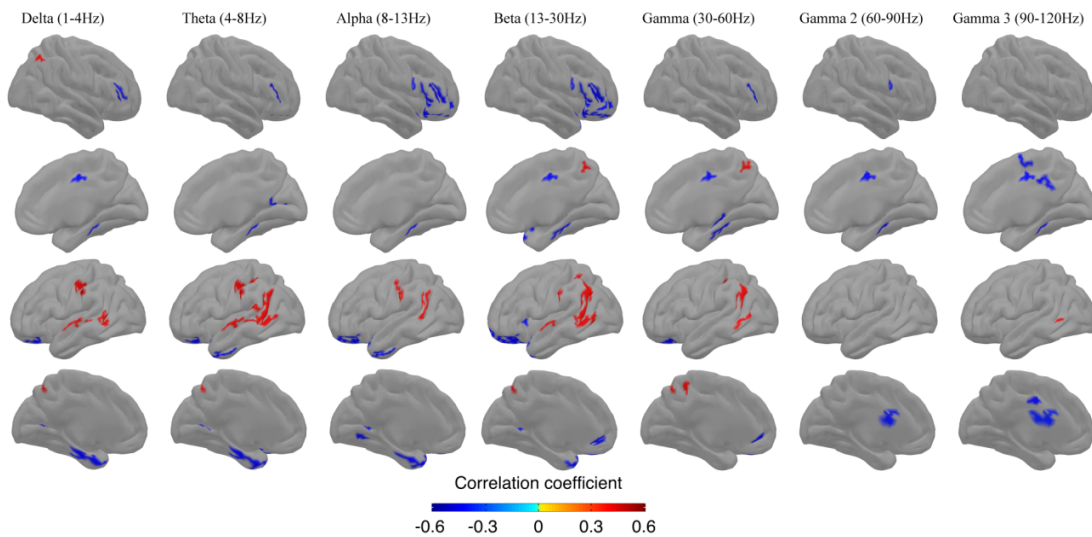 Delta (1-4Hz) Theta (4-8Hz) Alpha (8-13Hz) Beta (13-30Hz) Gamma (30-60Hz) Gamma 2 (60-90Hz) Gamma 3 (90-120Hz)
Correlation coefficient
-0.6 -0.3 0 0.3 0.6